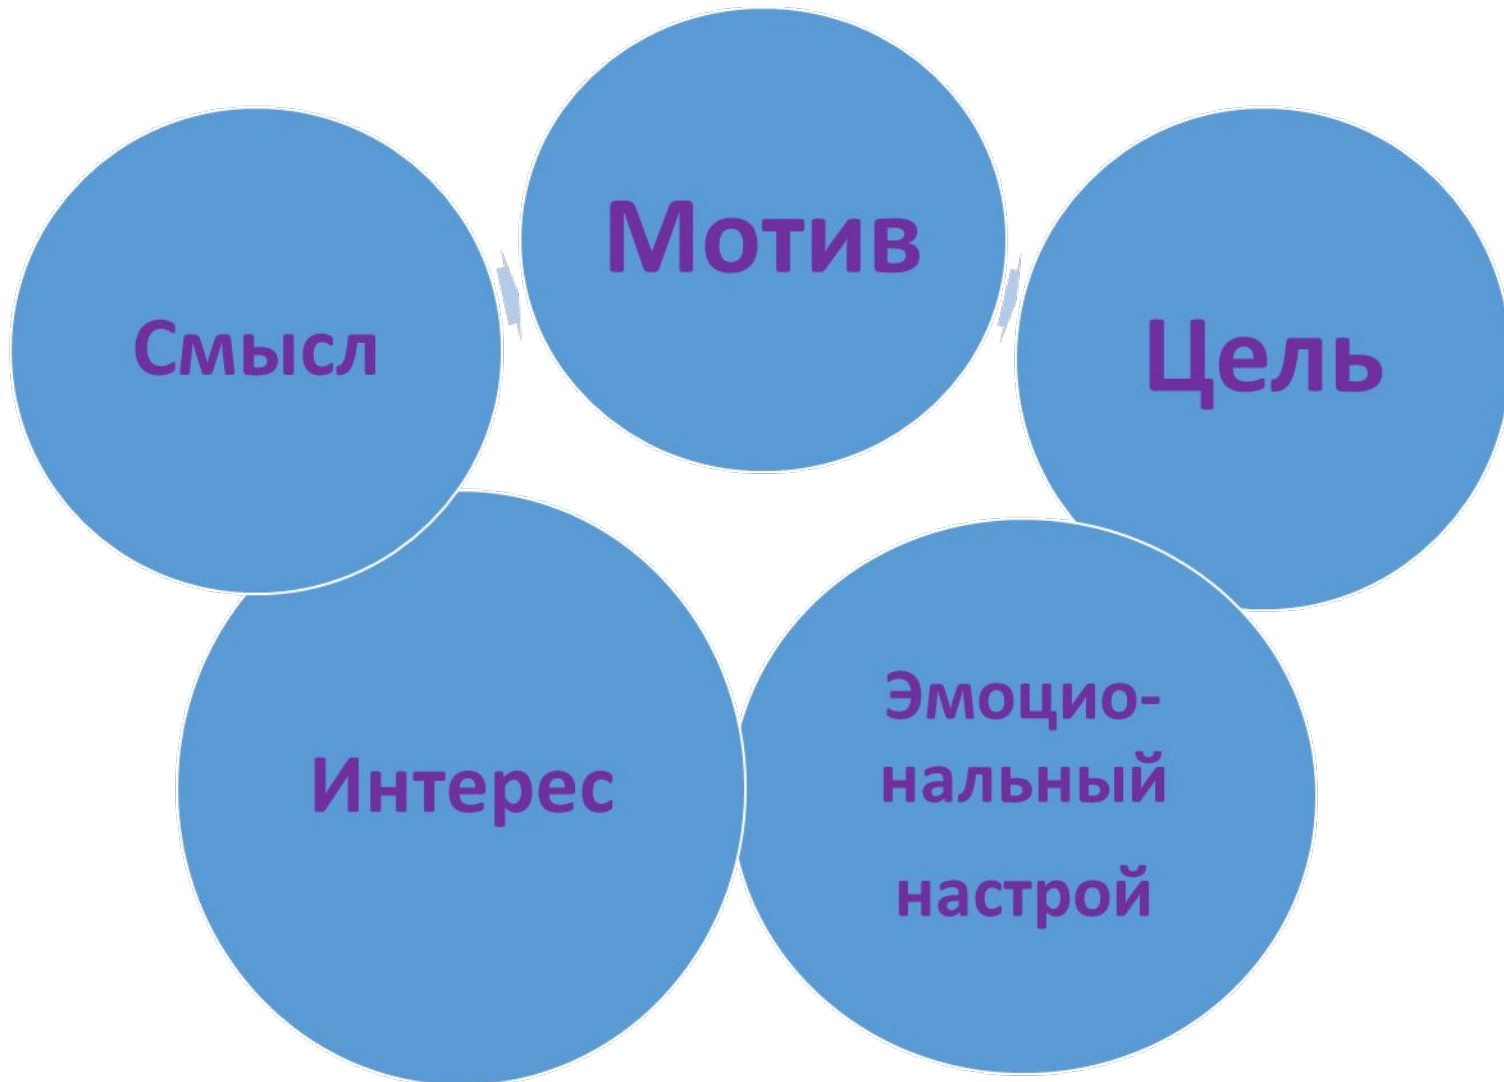 Мотив
Смысл
Цель
Интерес
Эмоцио-
нальный
настрой